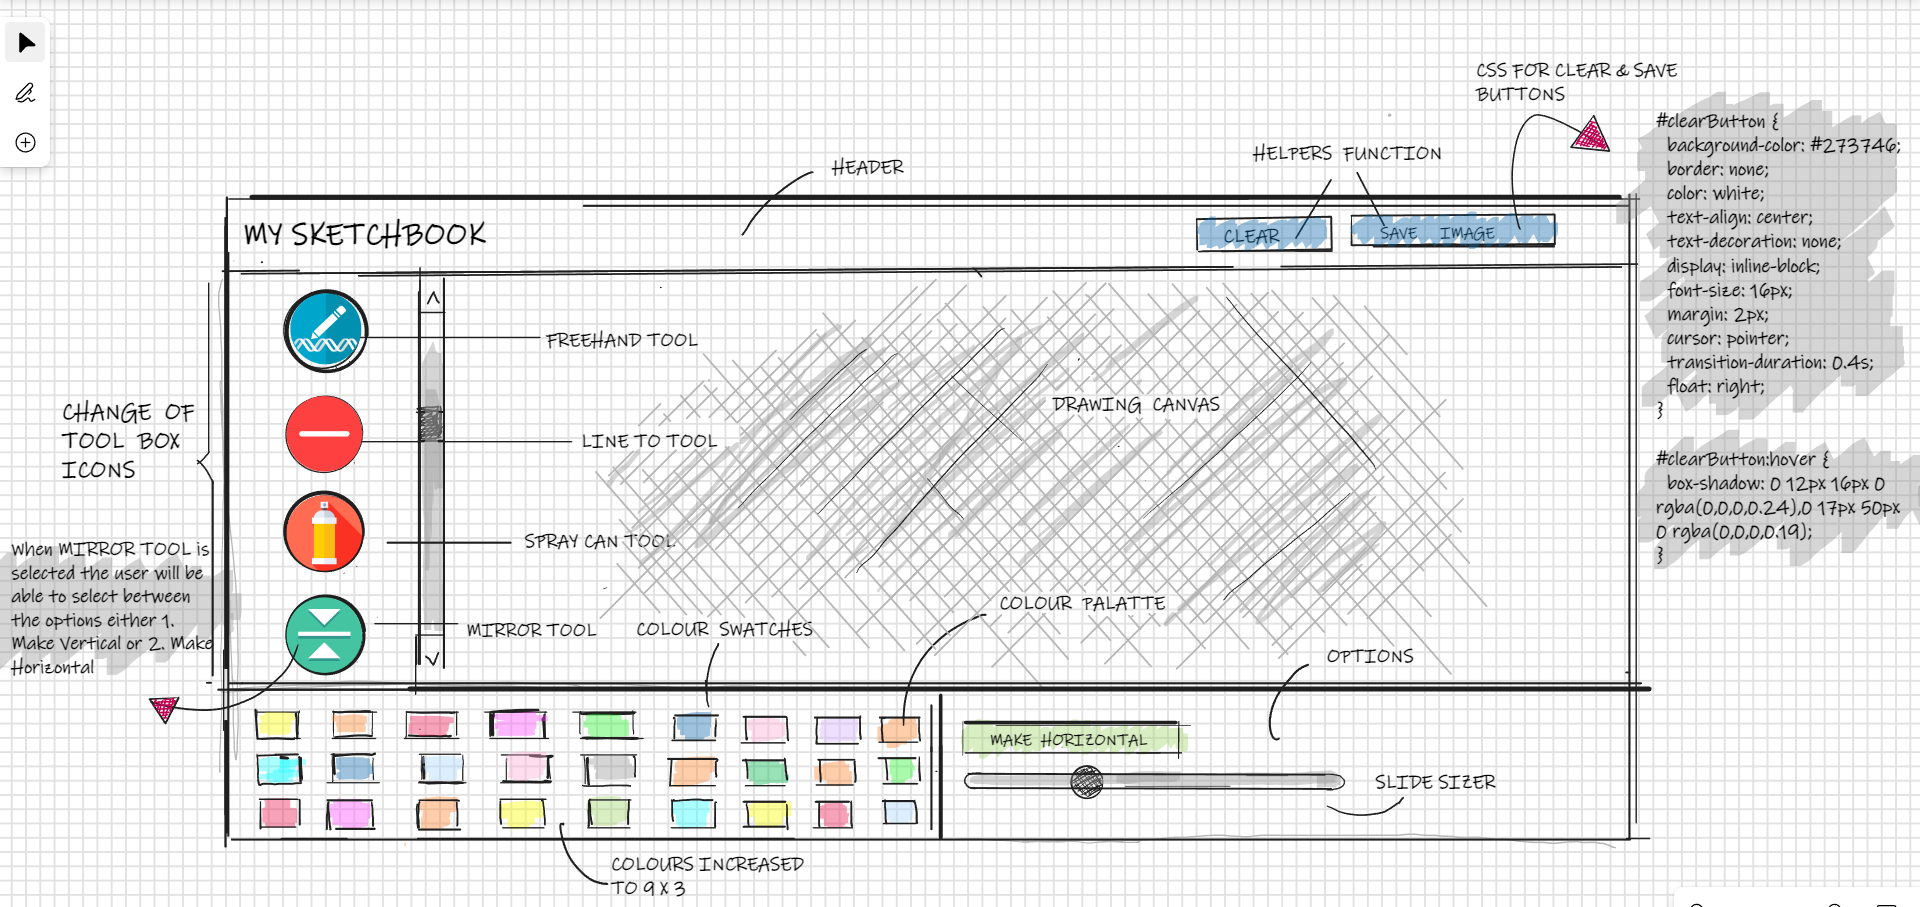 CSS FOR CLEAR & SAVE
BUTTONS
#clearButton {
background-color: #273746;
border: none;
color: white;
text-align: center;
text-decoration: none;
display: inline-block;
font-size: 16px;
margin: 2px;
cursor: pointer;
transition-duration: 0.4s;
float: right;
}
#clearButton:hover {
box-shadow: 0 12px 16px 0
rgba(0,0,0,0.24),0 17px 50px
0 rgba(0,0,0,0.19);
}
HELPERS FUNCTION
HEADER
MY SKETCHBOOK
CLEAR
SAVE IMAGE
FREEHAND TOOL
DRAWING CANVAS
CHANGE OF
TOOL BOX
ICONS
LINE TO TOOL
SPRAY CAN TOOL
When MIRROR TOOL is
selected the user will be
able to select between
the options either 1.
Make Vertical or 2. Make
Horizontal
MIRROR TOOL
COLOUR SWATCHES
COLOUR PALATTE
OPTIONS
MAKE HORIZONTAL
SLIDE SIZER
COLOURS INCREASED
TO 9 X 3